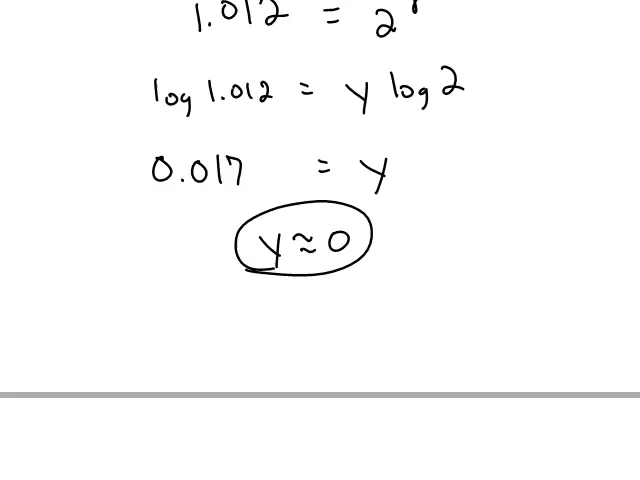 1.012 = 2^y
log 1.012 = y log 2
0.017 = y
y ≈ 0